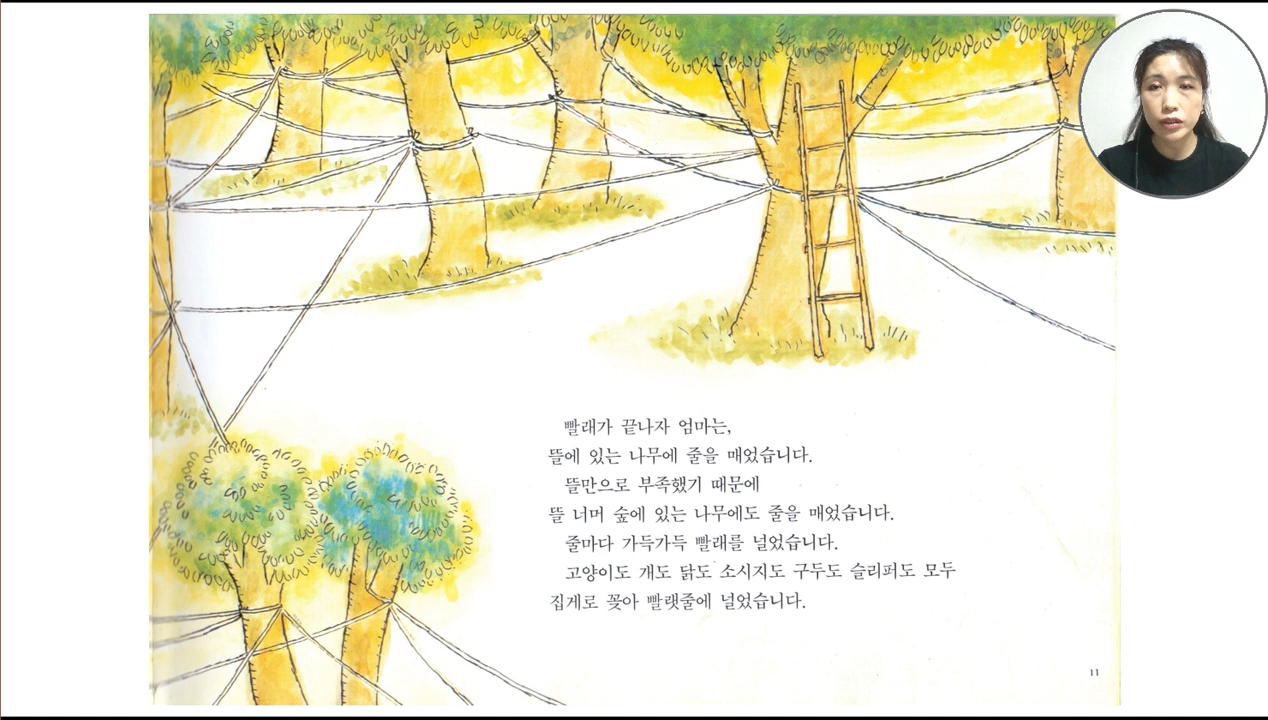 빨래가 끝나자 엄마는,
뜰에 있는 나무에 줄을 매었습니다.
뜰만으로 부족했기 때문에
뜰 너머 숲에 있는 나무에도 줄을 매었습니다.
줄마다 가득가득 빨래를 널었습니다.
고양이도 개도 닭도 소시지도 구두도 슬리퍼도 모두
집게로 꽂아 빨랫줄에 널었습니다.
11